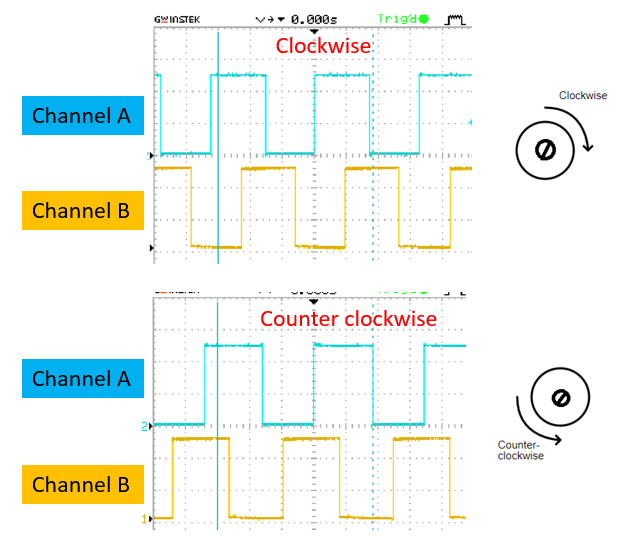 GWINSTEK 0.000s Trig'd
Clockwise
Channel A
Channel B
Clockwise
Counter clockwise
Channel A
Channel B
2
1
Counter-
clockwise